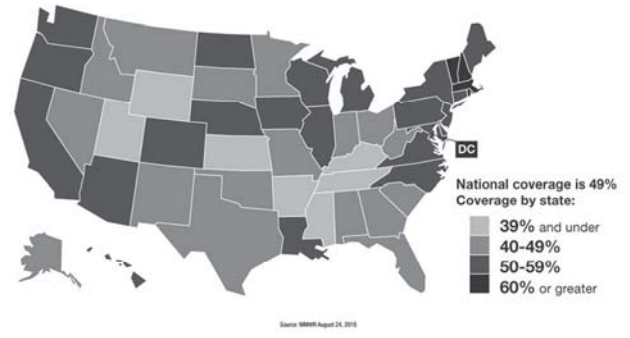 DC
National coverage is 49%
Coverage by state:
39% and under
40-49%
50-59%
60% or greater
Source: MMWR August 24, 2018